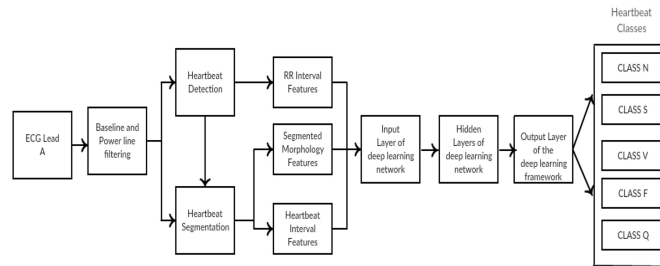 Heartbeat
Classes
ECG Lead
A
Baseline and
Power line
filtering
Heartbeat
Detection
Heartbeat
Segmentation
RR Interval
Features
Segmented
Morphology
Features
Heartbeat
Interval
Features
Input
Layer of
deep learning
network
Hidden
Layers of
deep learning
network
Output Layer
of the
deep learning
framework
CLASS N
CLASS S
CLASS V
CLASS F
CLASS Q